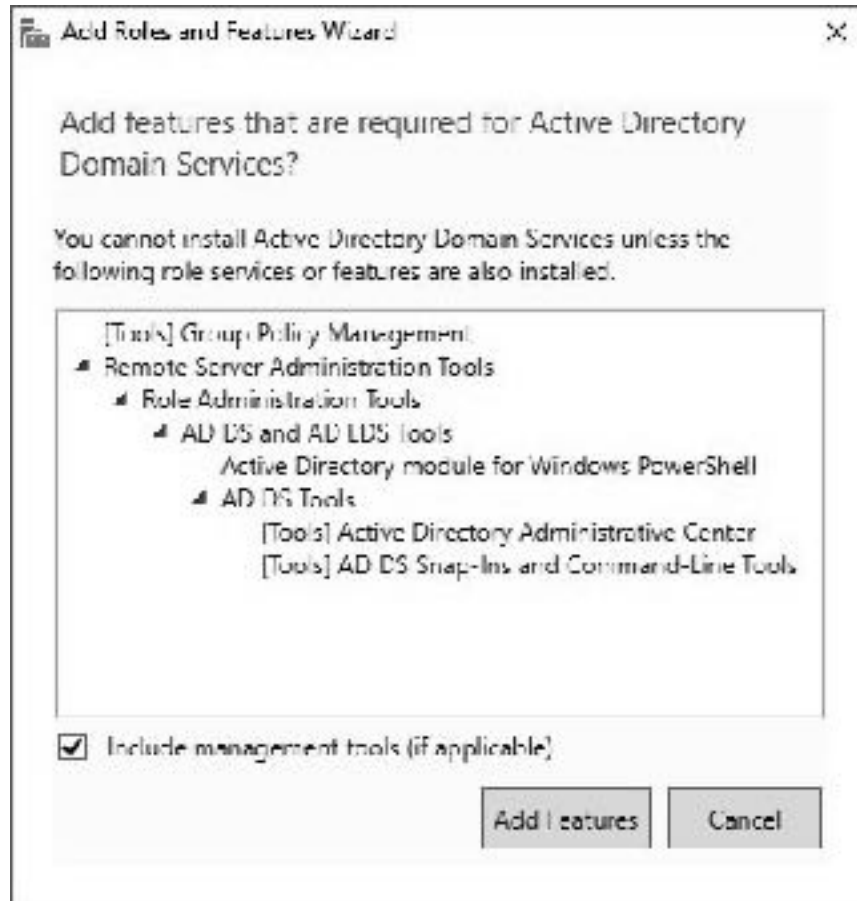 Add Roles and Features Wizard
Add features that are required for Active Directory
Domain Services?
You cannot install Active Directory Domain Services unless the
following role services or features are also installed.
[Tools] Group Policy Management
Remote Server Administration Tools
Role Administration Tools
AD DS and AD LDS Tools
Active Directory module for Windows PowerShell
AD DS Tools
[Tools] Active Directory Administrative Center
[Tools] AD DS Snap-Ins and Command-Line Tools
Include management tools (if applicable)
Add Features
Cancel